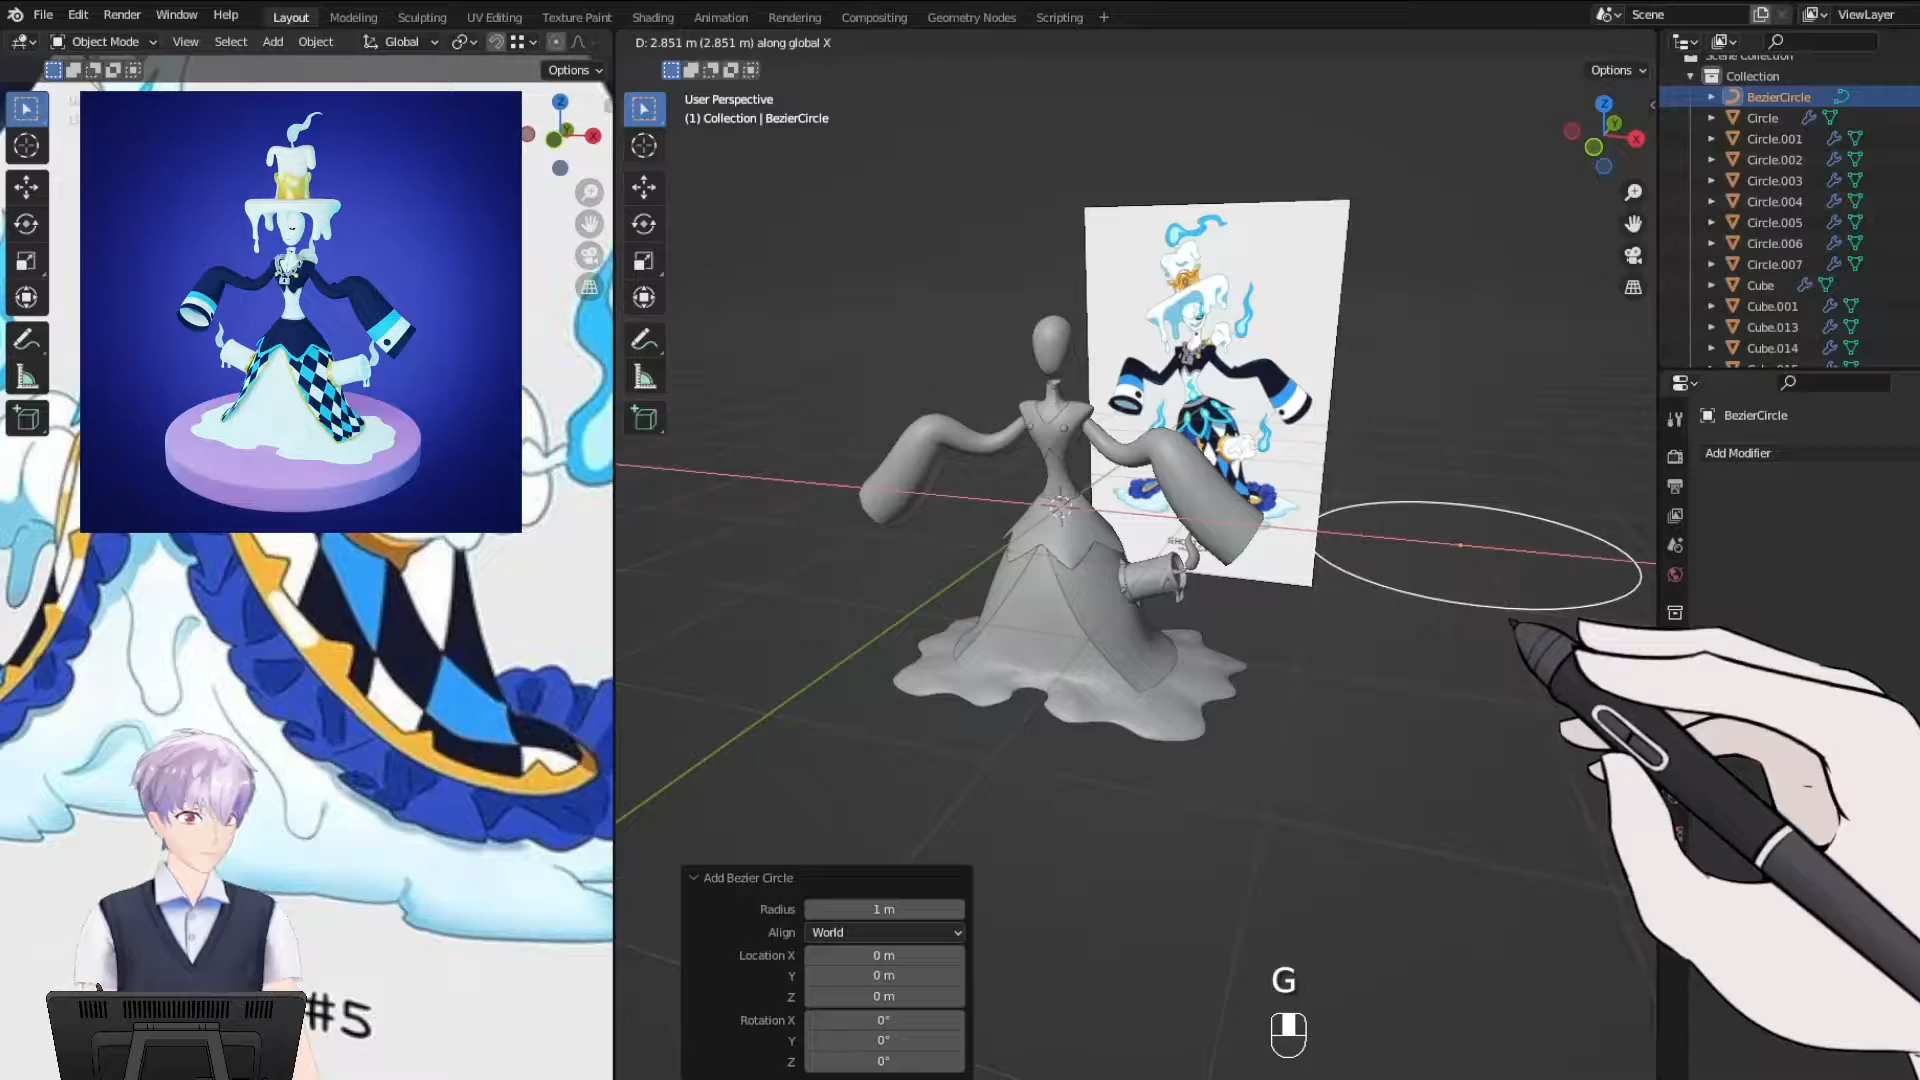 File Edit Render Window Help
Layout Modeling Sculpting UV Editing Texture Paint Shading Animation Rendering Compositing Geometry Nodes Scripting +
Scene
ViewLayer
Object Mode View Select Add Object Global
Options
D: 2.851 m (2.851 m) along global X
Options
User Perspective
(1) Collection | BezierCircle
Z
X
Y
Z
X
Y
Scene Collection
Collection
BezierCircle
Circle
Circle.001
Circle.002
Circle.003
Circle.004
Circle.005
Circle.006
Circle.007
Cube
Cube.001
Cube.013
Cube.014
BezierCircle
Add Modifier
Add Bezier Circle
Radius 1 m
Align World
Location X 0 m
Y 0 m
Z 0 m
Rotation X 0°
Y 0°
Z 0°
G
#5